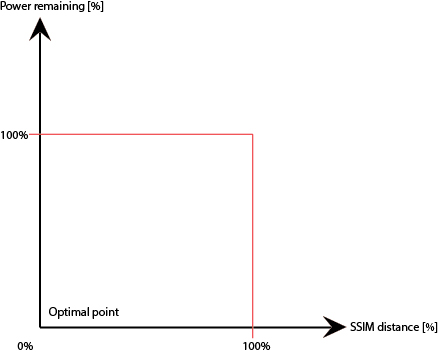 Power remaining [%]
100%
Optimal point
SSIM distance [%]
0%
100%